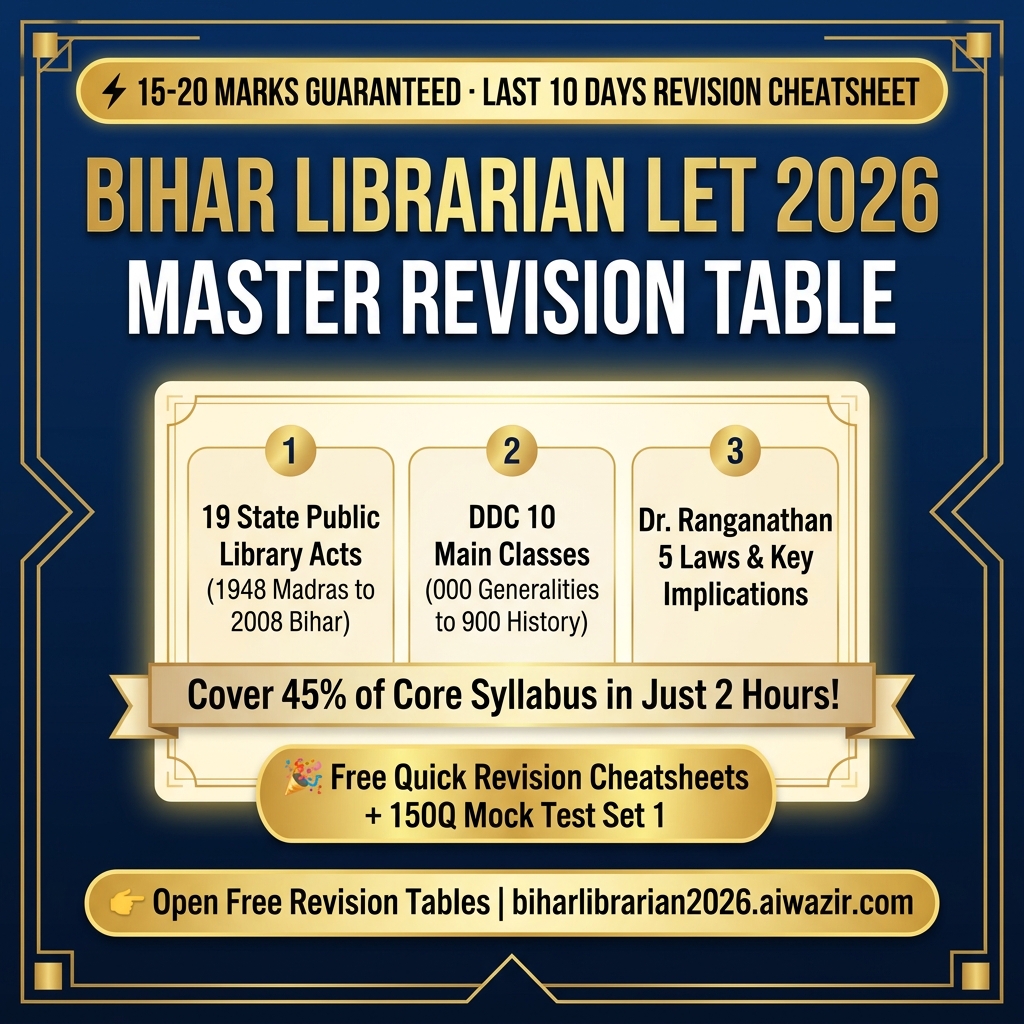 ⚡ 15-20 MARKS GUARANTEED · LAST 10 DAYS REVISION CHEATSHEET
BIHAR LIBRARIAN LET 2026
MASTER REVISION TABLE
1
19 State Public
Library Acts
(1948 Madras to
2008 Bihar)
2
DDC 10
Main Classes
(000 Generalities
to 900 History)
3
Dr. Ranganathan
5 Laws & Key
Implications
Cover 45% of Core Syllabus in Just 2 Hours!
🎉 Free Quick Revision Cheatsheets
+ 150Q Mock Test Set 1
👉 Open Free Revision Tables | biharlibrarian2026.aiwazir.com